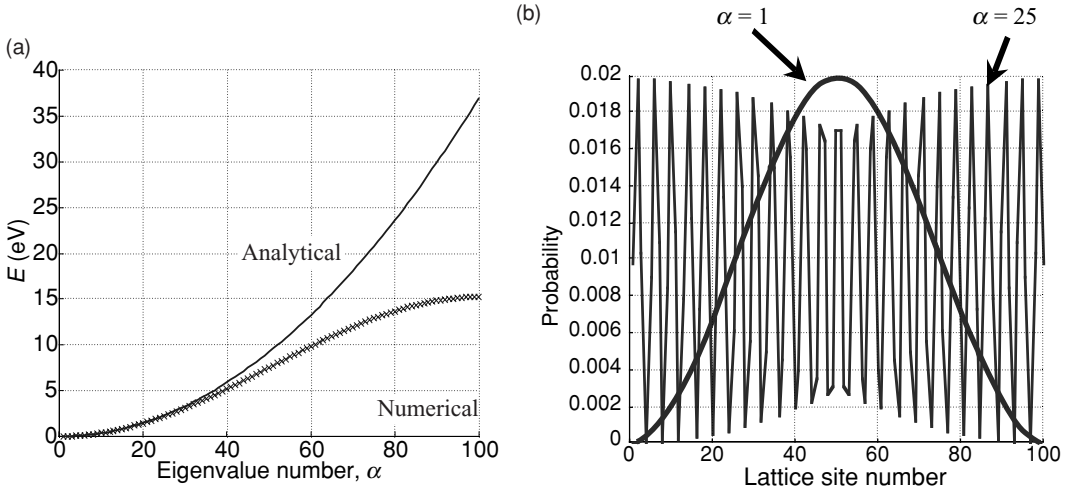 (a)
40
35
30
25
20
15
10
5
0
E (eV)
Analytical
Numerical
0 20 40 60 80 100
Eigenvalue number, α
(b)
α = 1
α = 25
0.02
0.018
0.016
0.014
0.012
0.01
0.008
0.006
0.004
0.002
0
Probability
0 20 40 60 80 100
Lattice site number